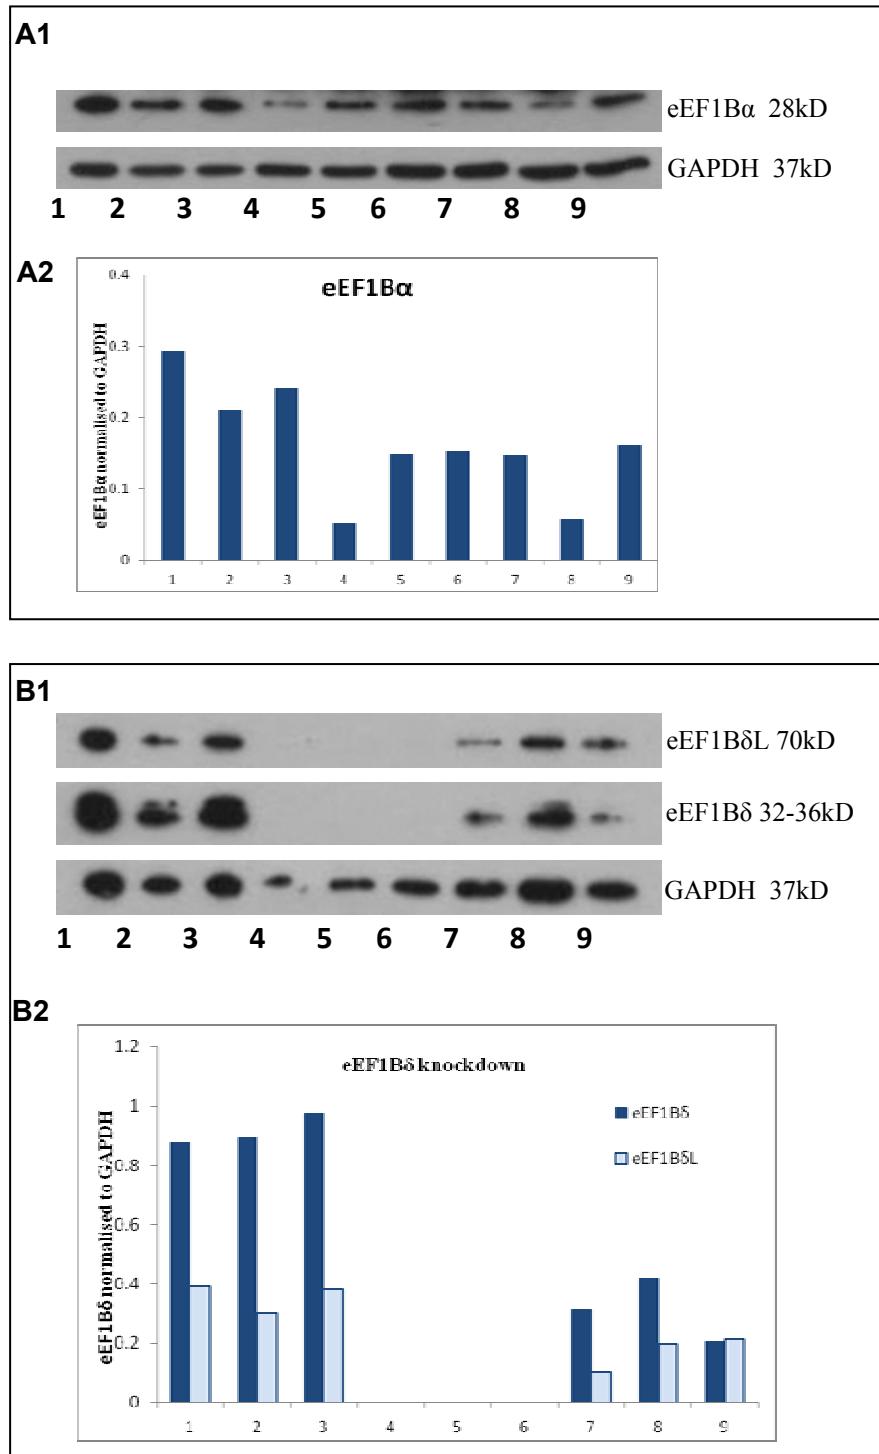 A1
eEF1Bα 28kD
GAPDH 37kD
1 2 3 4 5 6 7 8 9
A2
eEF1Bα
eEF1Bα normalised to GAPDH
0.4
0.3
0.2
0.1
0
1 2 3 4 5 6 7 8 9
B1
eEF1BδL 70kD
eEF1Bδ 32-36kD
GAPDH 37kD
1 2 3 4 5 6 7 8 9
B2
eEF1Bδ knockdown
eEF1Bδ normalised to GAPDH
1.2
1
0.8
0.6
0.4
0.2
0
eEF1Bδ
eEF1BδL
1 2 3 4 5 6 7 8 9